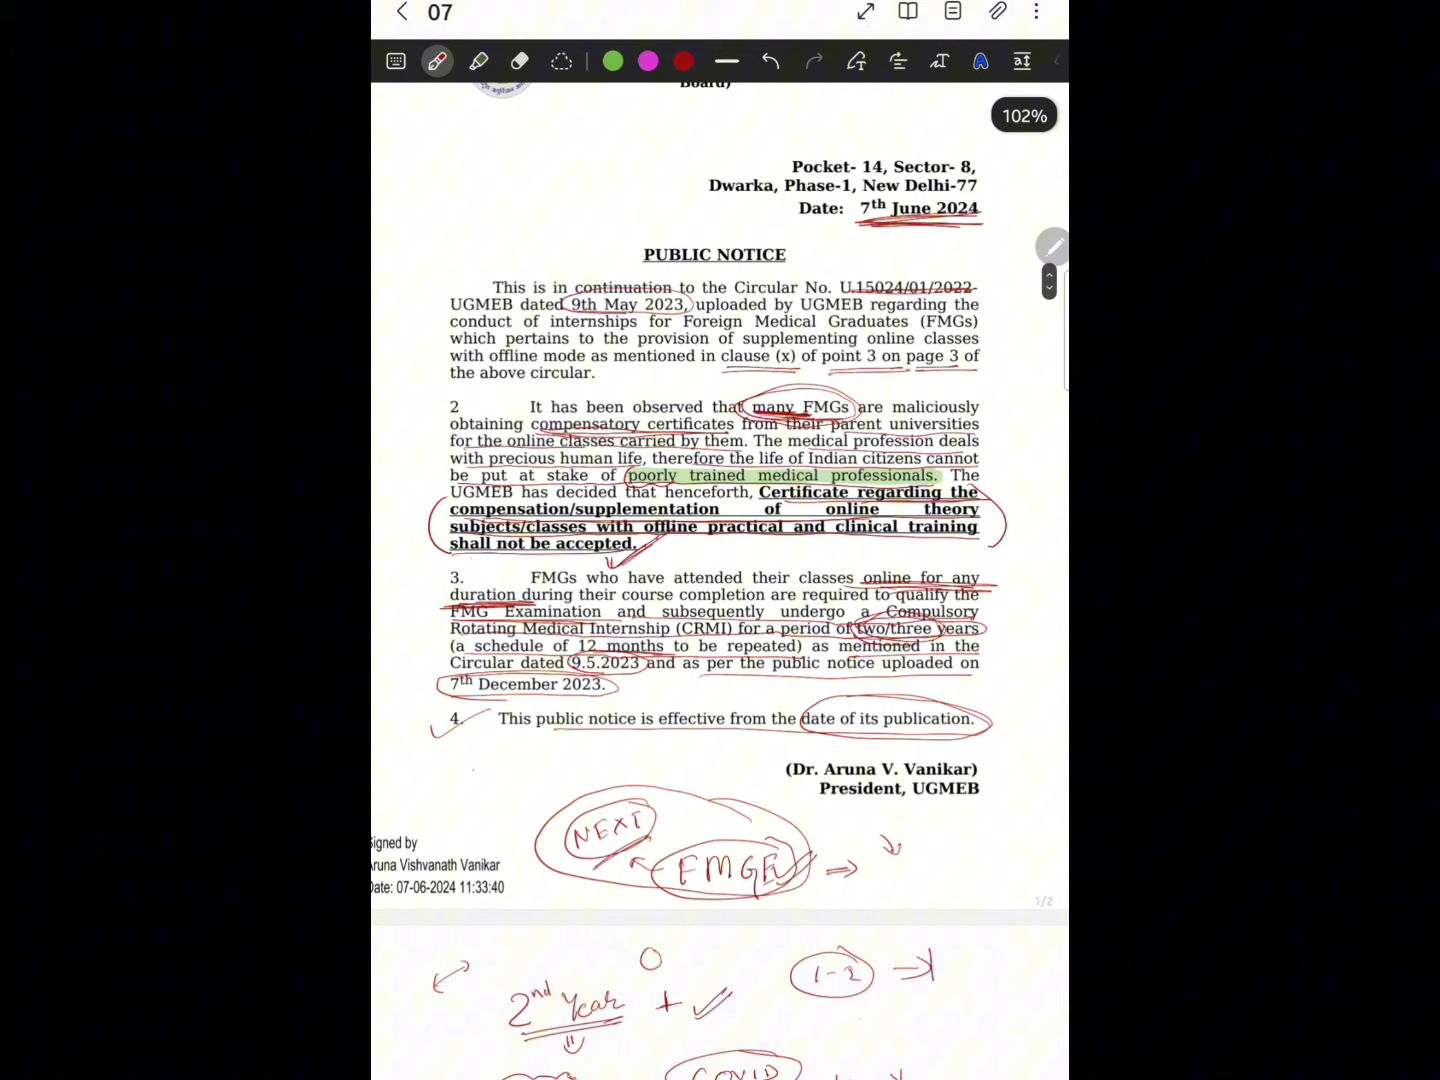 07
102%
Board)
Pocket- 14, Sector- 8,
Dwarka, Phase-1, New Delhi-77
Date: 7th June 2024
PUBLIC NOTICE
This is in continuation to the Circular No. U.15024/01/2022-
UGMEB dated 9th May 2023, uploaded by UGMEB regarding the
conduct of internships for Foreign Medical Graduates (FMGs)
which pertains to the provision of supplementing online classes
with offline mode as mentioned in clause (x) of point 3 on page 3 of
the above circular.
2 It has been observed that many FMGs are maliciously
obtaining compensatory certificates from their parent universities
for the online classes carried by them. The medical profession deals
with precious human life, therefore the life of Indian citizens cannot
be put at stake of poorly trained medical professionals. The
UGMEB has decided that henceforth, Certificate regarding the
compensation/supplementation of online theory
subjects/classes with offline practical and clinical training
shall not be accepted.
3. FMGs who have attended their classes online for any
duration during their course completion are required to qualify the
FMG Examination and subsequently undergo a Compulsory
Rotating Medical Internship (CRMI) for a period of two/three years
(a schedule of 12 months to be repeated) as mentioned in the
Circular dated 9.5.2023 and as per the public notice uploaded on
7th December 2023.
4. This public notice is effective from the date of its publication.
(Dr. Aruna V. Vanikar)
President, UGMEB
NEXT
FMGE
igned by
Aruna Vishvanath Vanikar
Date: 07-06-2024 11:33:40
1/2
1-2
2nd Year +
COVID